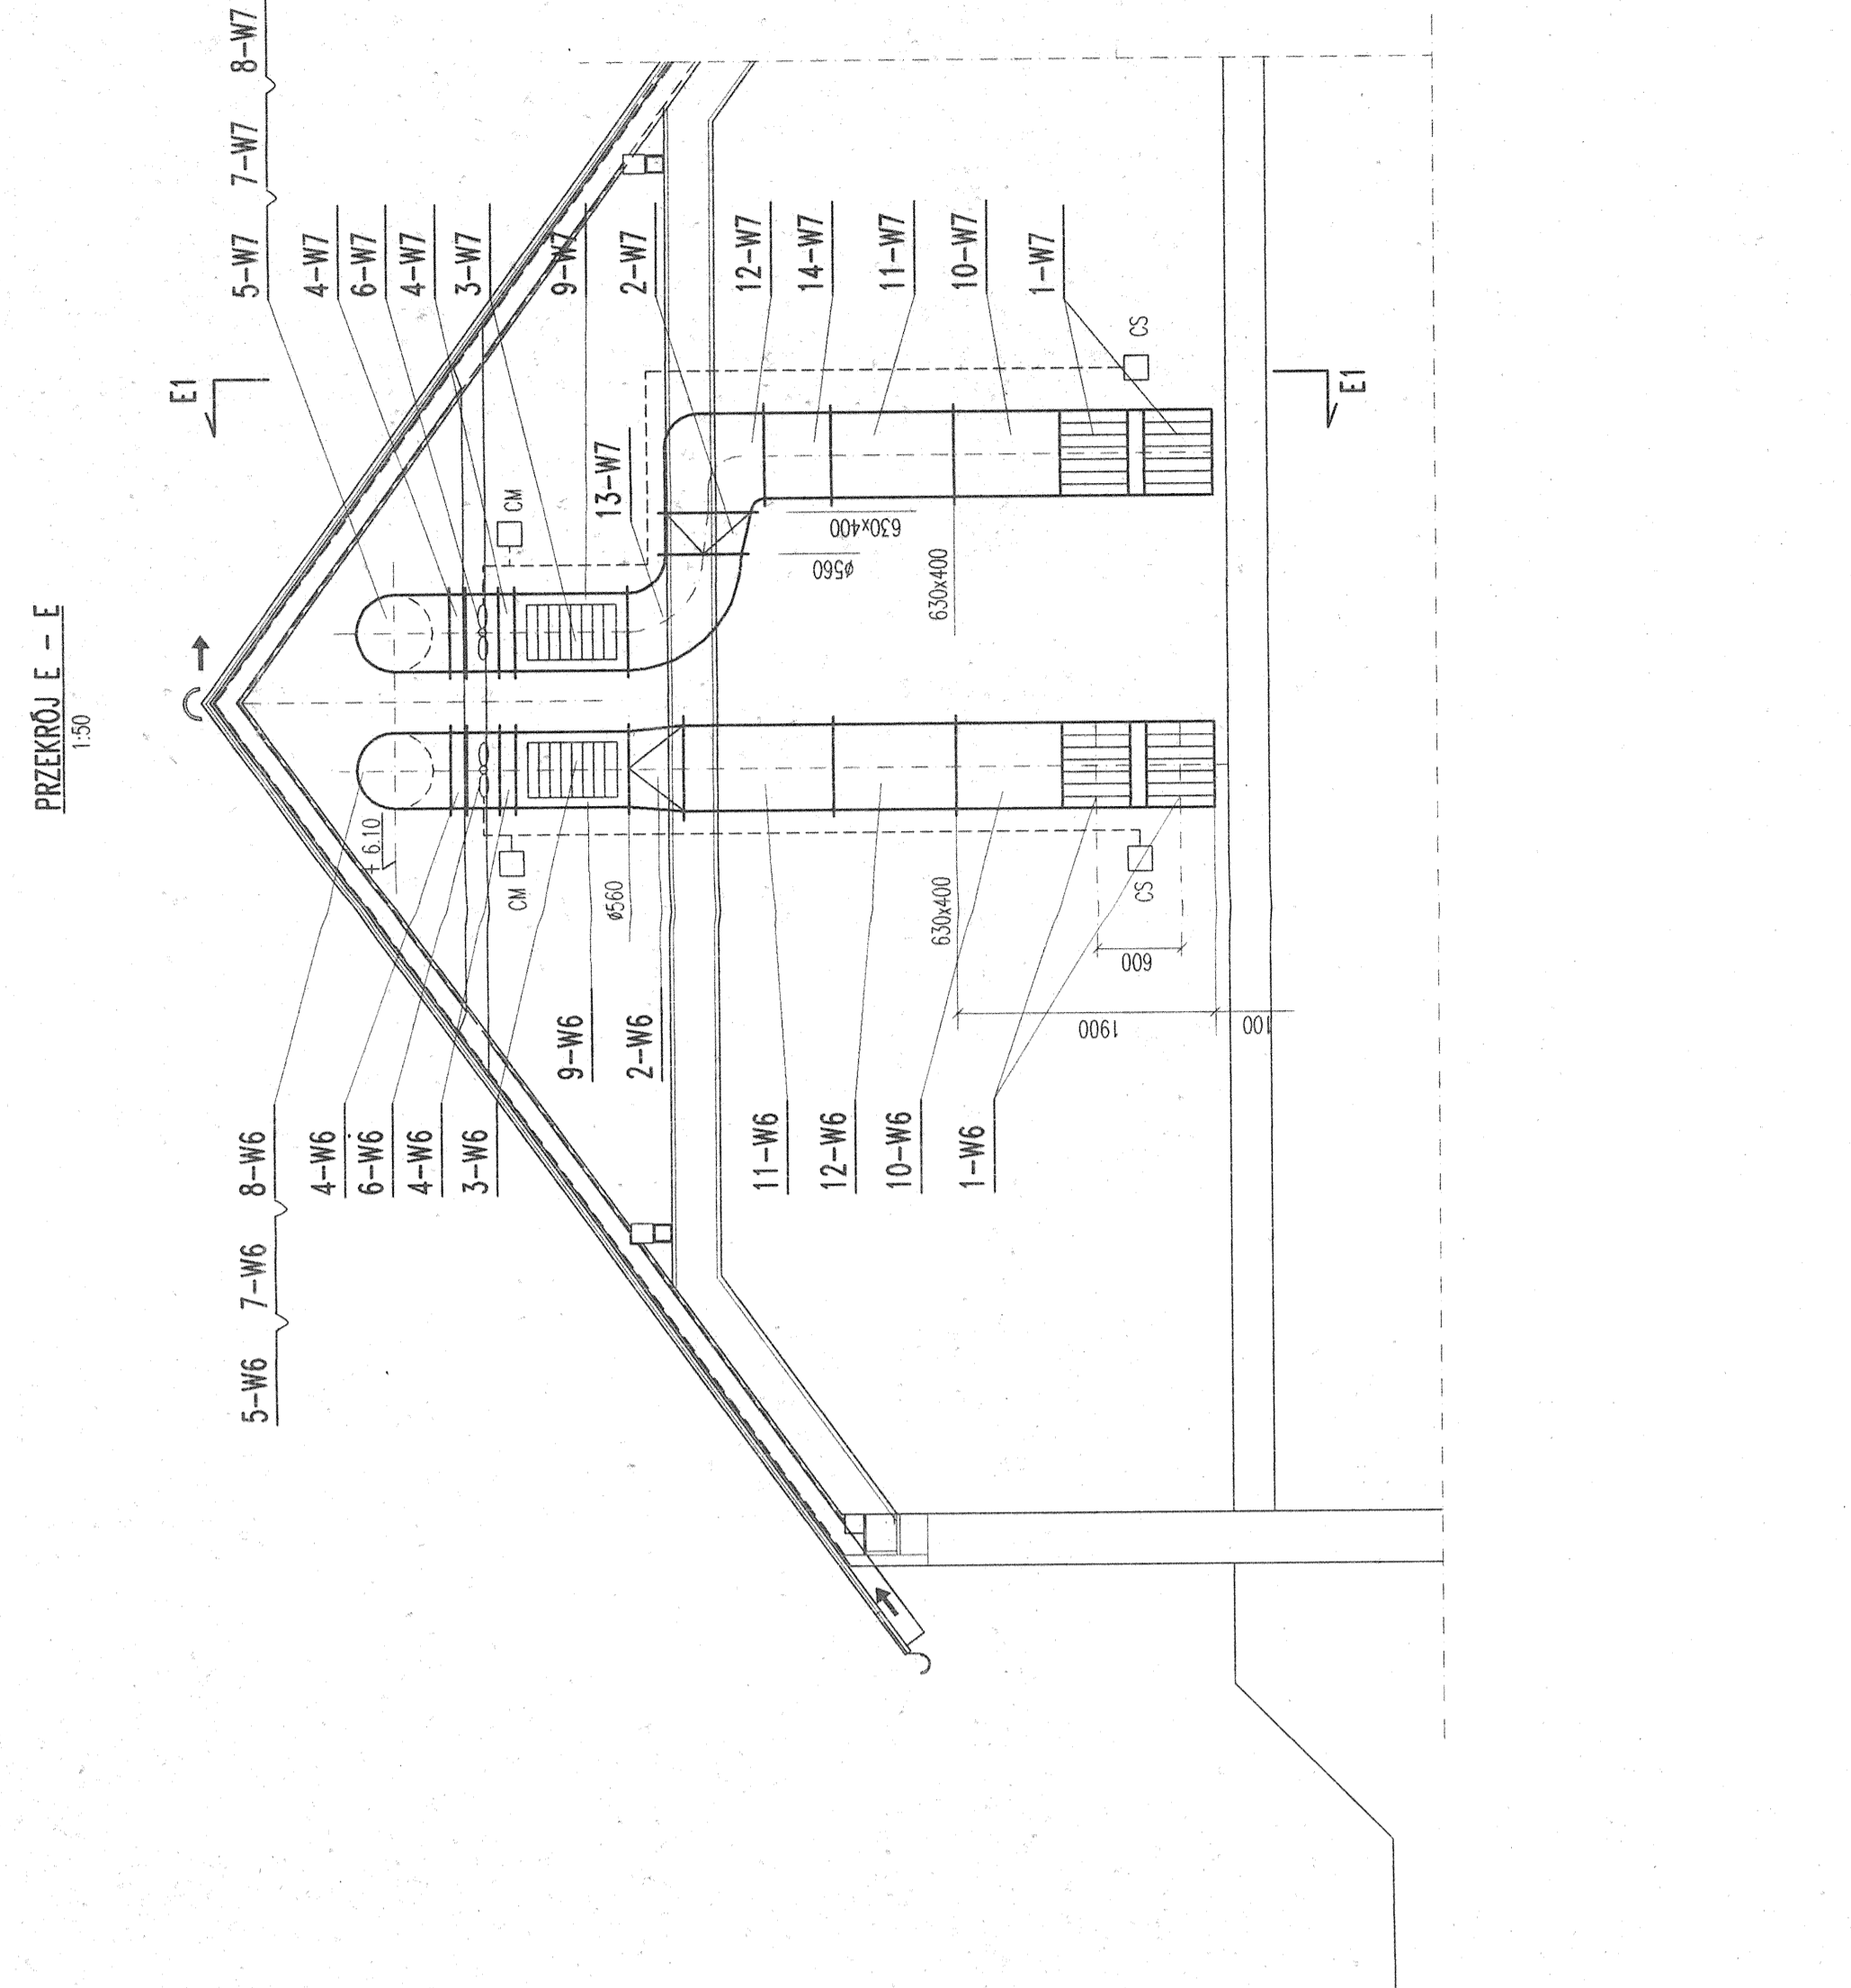 PRZEKRÓJ E - E
1:50
5-W7 7-W7 8-W7
4-W7
6-W7
4-W7
3-W7
9-W7
2-W7
12-W7
14-W7
11-W7
10-W7
1-W7
E1
E1
13-W7
CM
CS
630x400
ø560
630x400
+ 6.10
CM
CS
ø560
630x400
600
1900
100
5-W6 7-W6 8-W6
4-W6
6-W6
4-W6
3-W6
9-W6
2-W6
11-W6
12-W6
10-W6
1-W6